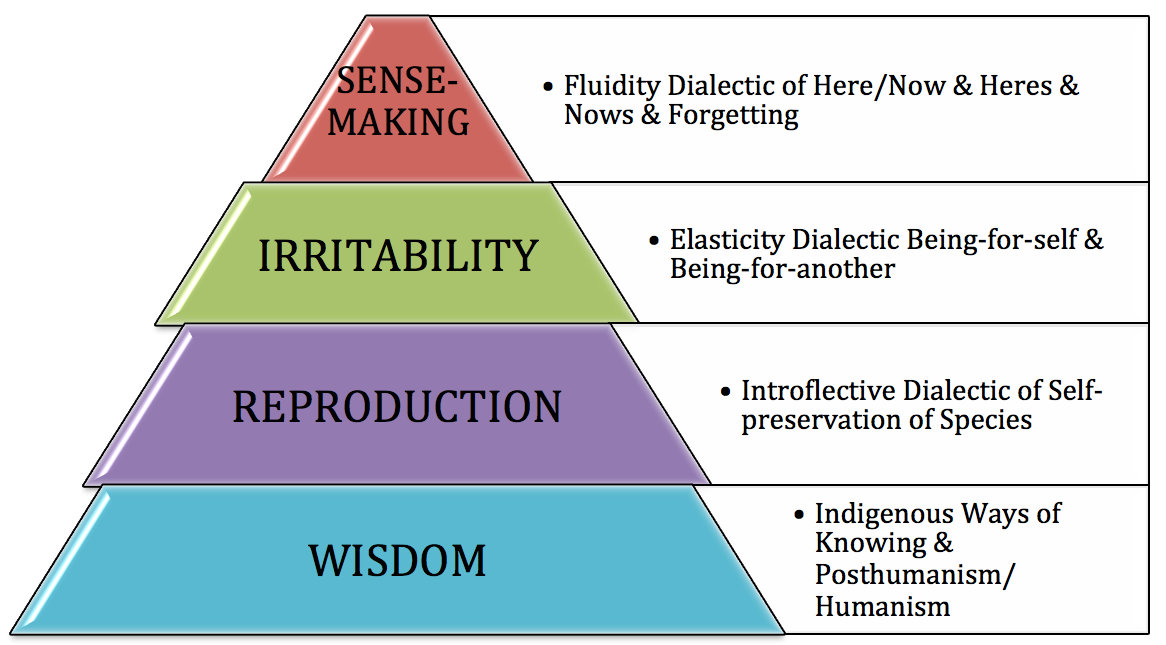 SENSE-
MAKING
• Fluidity Dialectic of Here/Now & Heres &
Nows & Forgetting
IRRITABILITY
• Elasticity Dialectic Being-for-self &
Being-for-another
REPRODUCTION
• Introflective Dialectic of Self-
preservation of Species
WISDOM
• Indigenous Ways of
Knowing &
Posthumanism/
Humanism